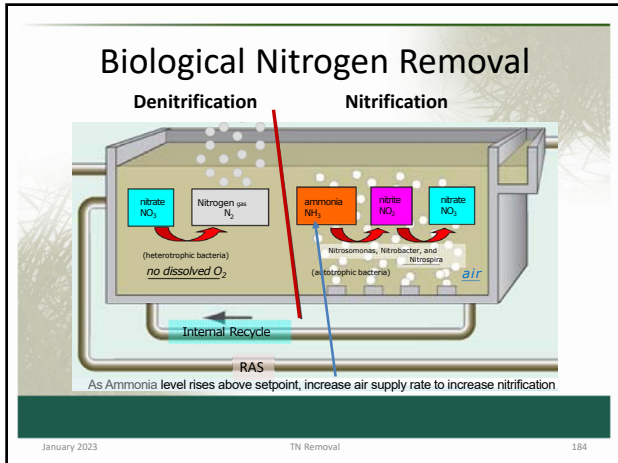 Biological Nitrogen Removal
Denitrification
Nitrification
nitrate
NO3
Nitrogen gas
N2
ammonia
NH3
nitrite
NO2
nitrate
NO3
(heterotrophic bacteria)
no dissolved O2
Nitrosomonas, Nitrobacter, and
Nitrospira
(autotrophic bacteria)
air
Internal Recycle
RAS
As Ammonia level rises above setpoint, increase air supply rate to increase nitrification
January 2023
TN Removal
184